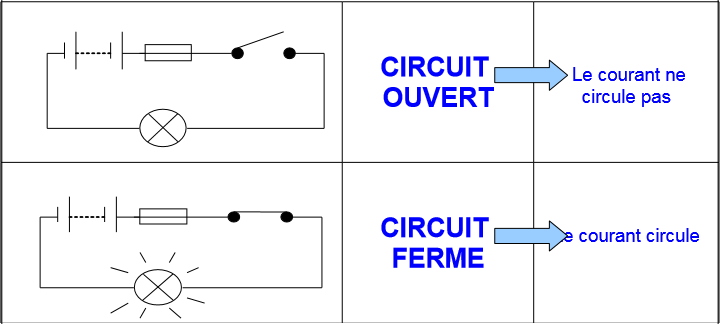 CIRCUIT
OUVERT
Le courant ne
circule pas
CIRCUIT
FERME
e courant circule